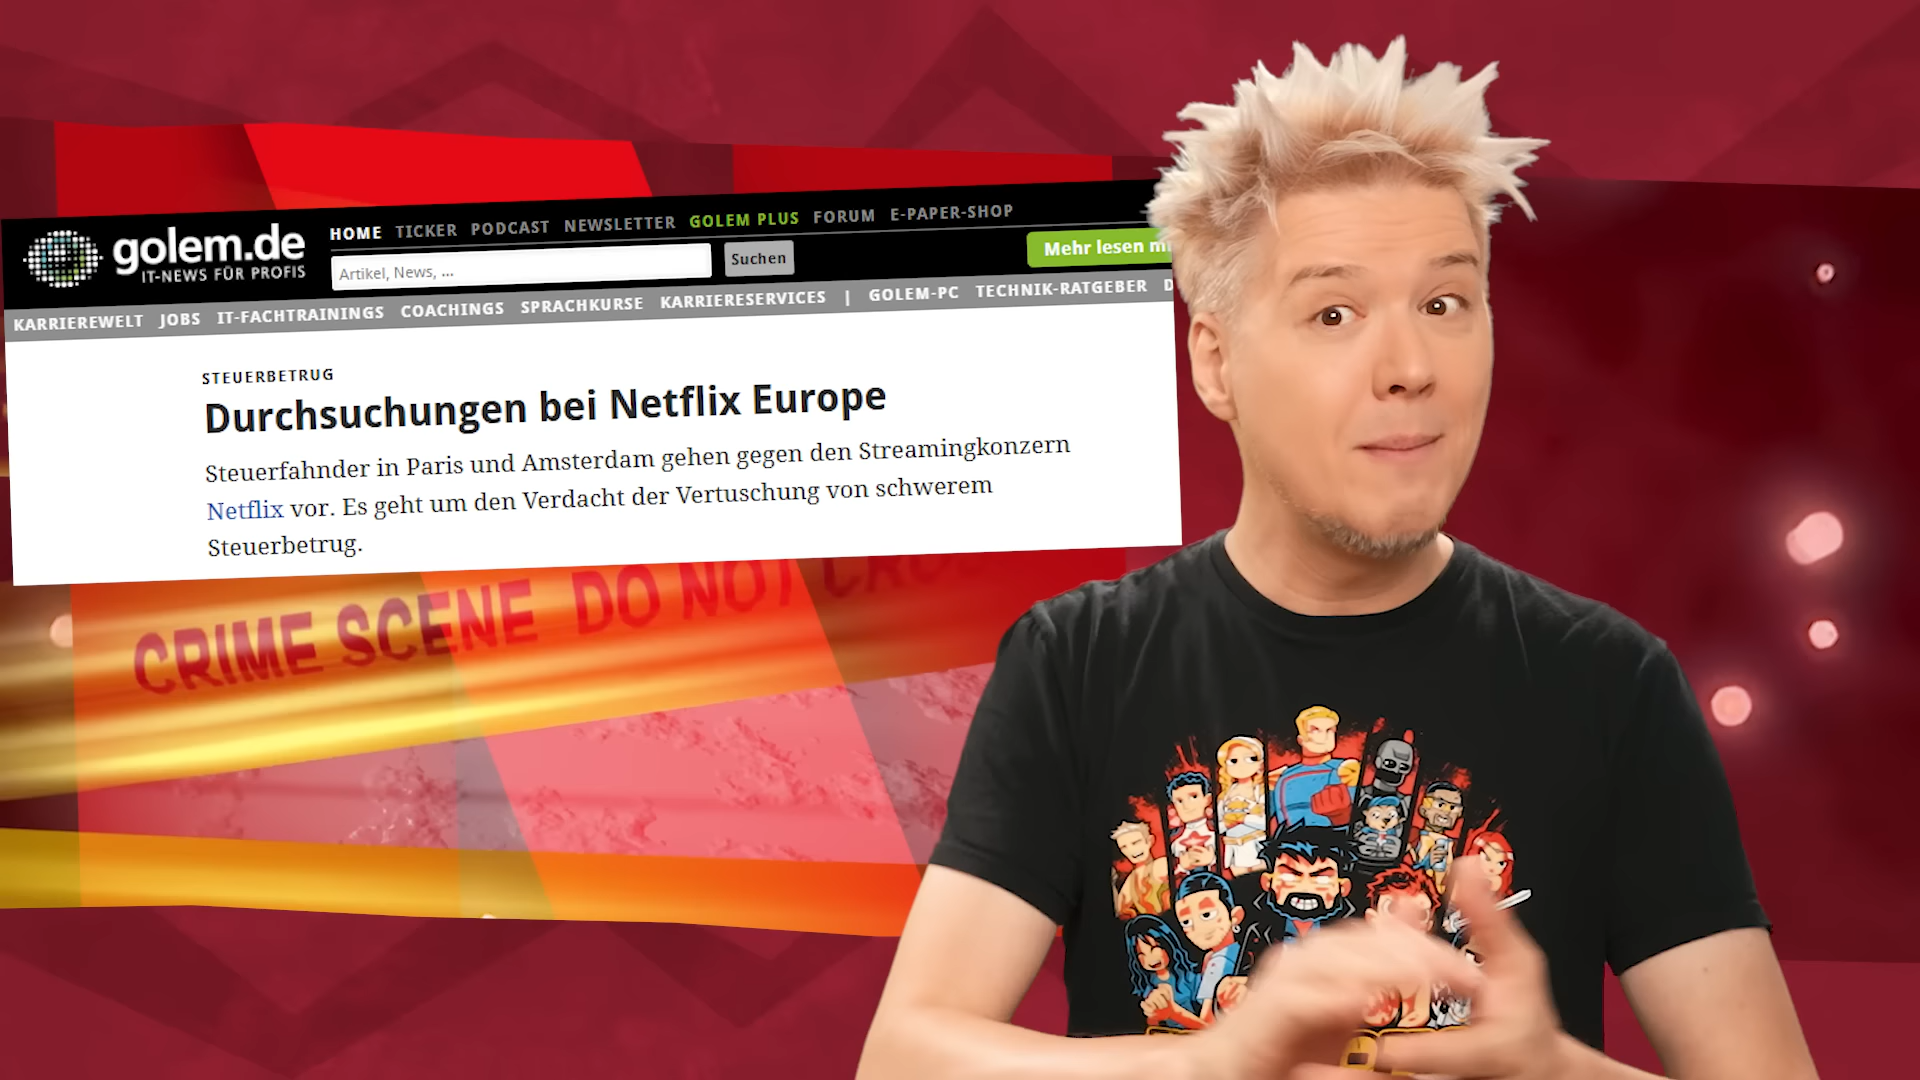 golem.de
IT-NEWS FÜR PROFIS
HOME TICKER PODCAST NEWSLETTER GOLEM PLUS FORUM E-PAPER-SHOP
Artikel, News, ...
Suchen
Mehr lesen m
KARRIEREWELT JOBS IT-FACHTRAININGS COACHINGS SPRACHKURSE KARRIERESERVICES | GOLEM-PC TECHNIK-RATGEBER D
STEUERBETRUG
Durchsuchungen bei Netflix Europe
Steuerfahnder in Paris und Amsterdam gehen gegen den Streamingkonzern
Netflix vor. Es geht um den Verdacht der Vertuschung von schwerem
Steuerbetrug.
CRIME SCENE DO NOT CROSS